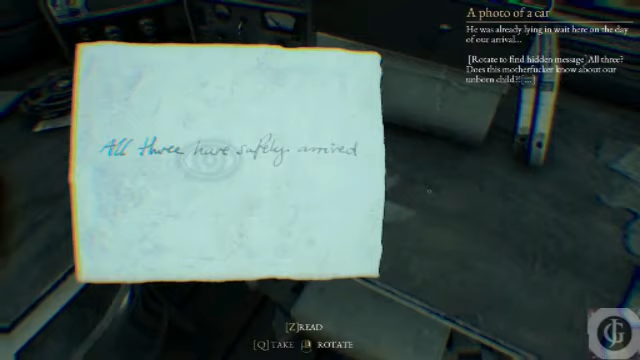 A photo of a car
He was already lying in wait here on the day
of our arrival...
[Rotate to find hidden message] All three?
Does this motherfucker know about our
unborn child?! [...]
All three have safely arrived
[Z]READ
[Q]TAKE ROTATE
JG